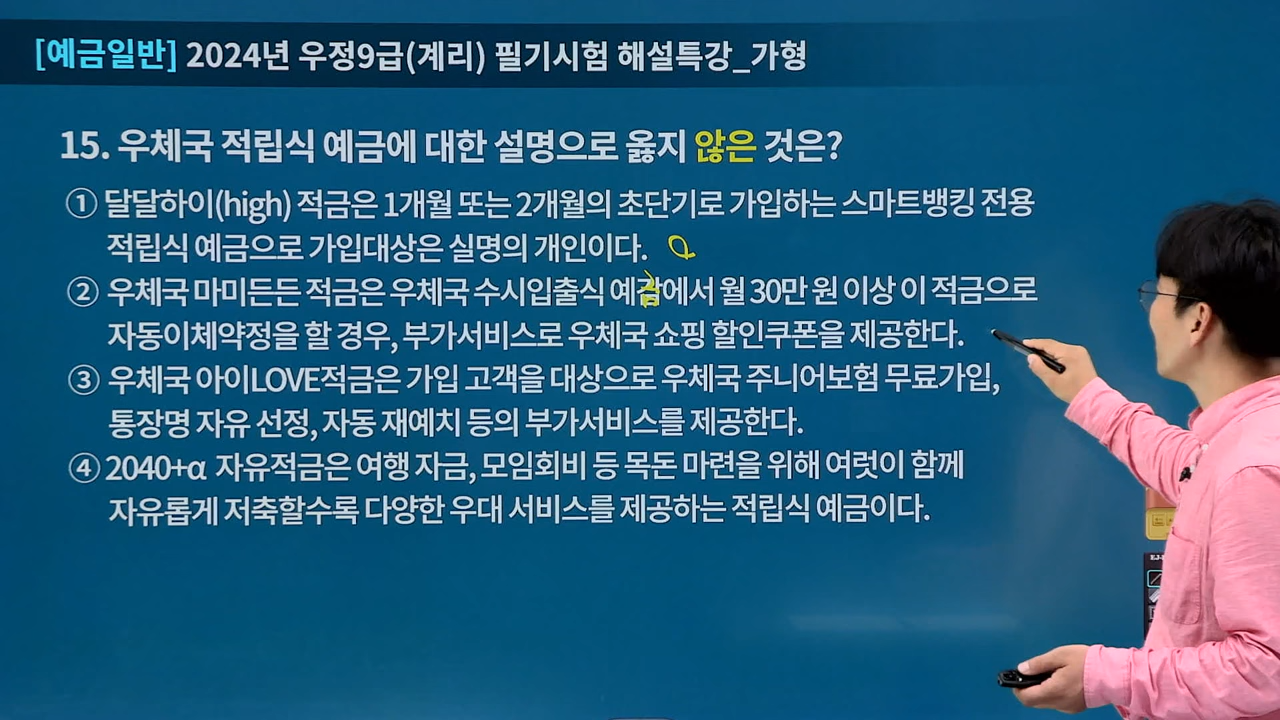 [예금일반] 2024년 우정9급(계리) 필기시험 해설특강_가형
15. 우체국 적립식 예금에 대한 설명으로 옳지 않은 것은?
① 달달하이(high) 적금은 1개월 또는 2개월의 초단기로 가입하는 스마트뱅킹 전용
적립식 예금으로 가입대상은 실명의 개인이다.
② 우체국 마미든든 적금은 우체국 수시입출식 예금에서 월 30만 원 이상 이 적금으로
자동이체약정을 할 경우, 부가서비스로 우체국 쇼핑 할인쿠폰을 제공한다.
③ 우체국 아이LOVE적금은 가입 고객을 대상으로 우체국 주니어보험 무료가입,
통장명 자유 선정, 자동 재예치 등의 부가서비스를 제공한다.
④ 2040+α 자유적금은 여행 자금, 모임회비 등 목돈 마련을 위해 여럿이 함께
자유롭게 저축할수록 다양한 우대 서비스를 제공하는 적립식 예금이다.